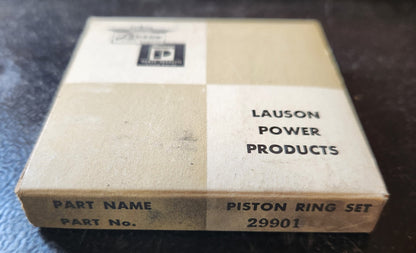 LAUSON
POWER
PRODUCTS
PART NAME PISTON RING SET
PART No. 29901